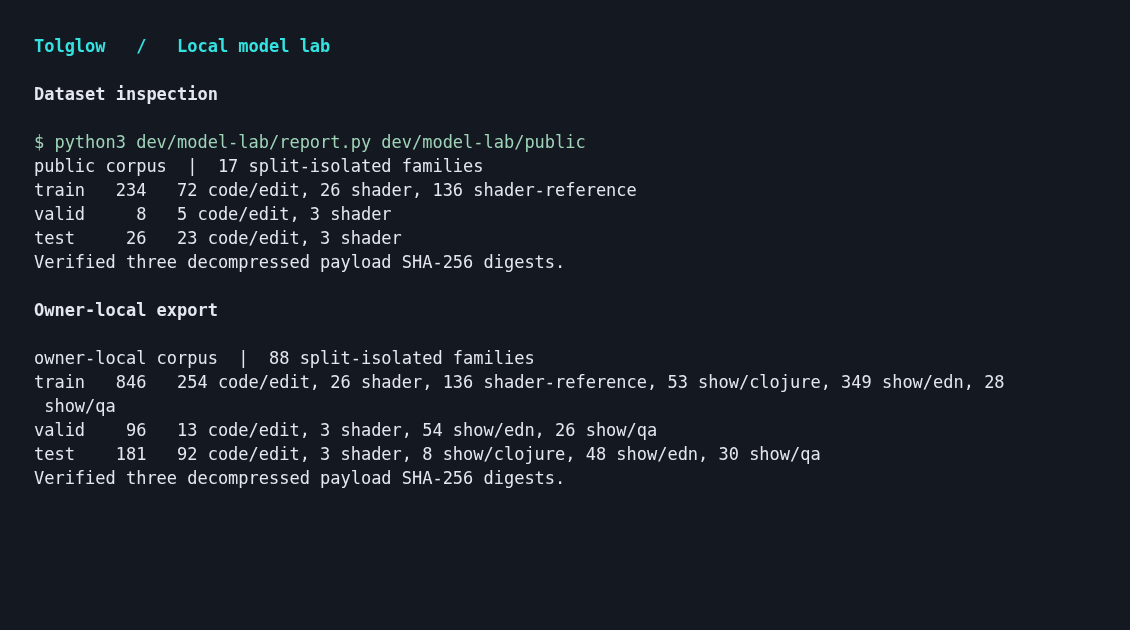 Tolglow / Local model lab
Dataset inspection
$ python3 dev/model-lab/report.py dev/model-lab/public
public corpus | 17 split-isolated families
train 234 72 code/edit, 26 shader, 136 shader-reference
valid 8 5 code/edit, 3 shader
test 26 23 code/edit, 3 shader
Verified three decompressed payload SHA-256 digests.
Owner-local export
owner-local corpus | 88 split-isolated families
train 846 254 code/edit, 26 shader, 136 shader-reference, 53 show/clojure, 349 show/edn, 28
show/qa
valid 96 13 code/edit, 3 shader, 54 show/edn, 26 show/qa
test 181 92 code/edit, 3 shader, 8 show/clojure, 48 show/edn, 30 show/qa
Verified three decompressed payload SHA-256 digests.